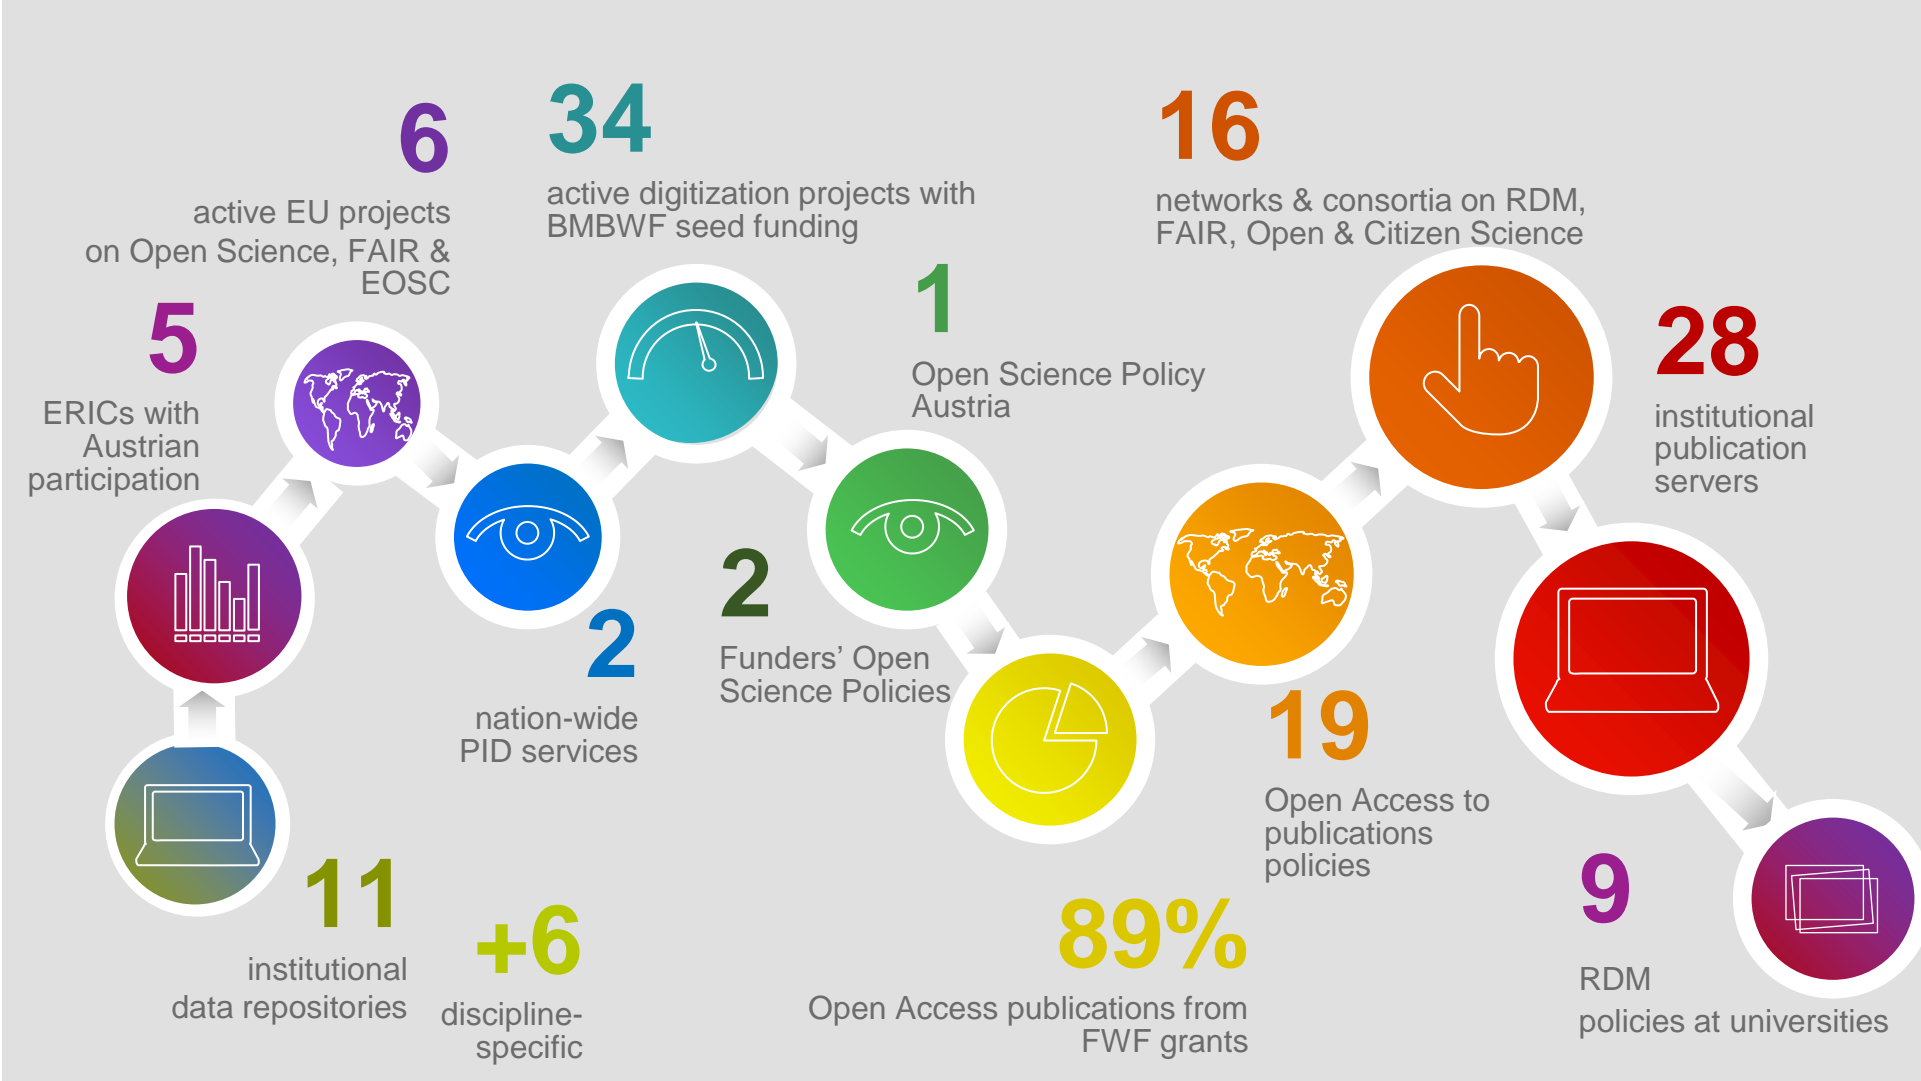 6
active EU projects
on Open Science, FAIR &
EOSC
34
active digitization projects with
BMBWF seed funding
16
networks & consortia on RDM,
FAIR, Open & Citizen Science
5
ERICs with
Austrian
participation
1
Open Science Policy
Austria
28
institutional
publication
servers
2
nation-wide
PID services
2
Funders’ Open
Science Policies
19
Open Access to
publications
policies
11
institutional
data repositories
+6
discipline-
specific
89%
Open Access publications from
FWF grants
9
RDM
policies at universities